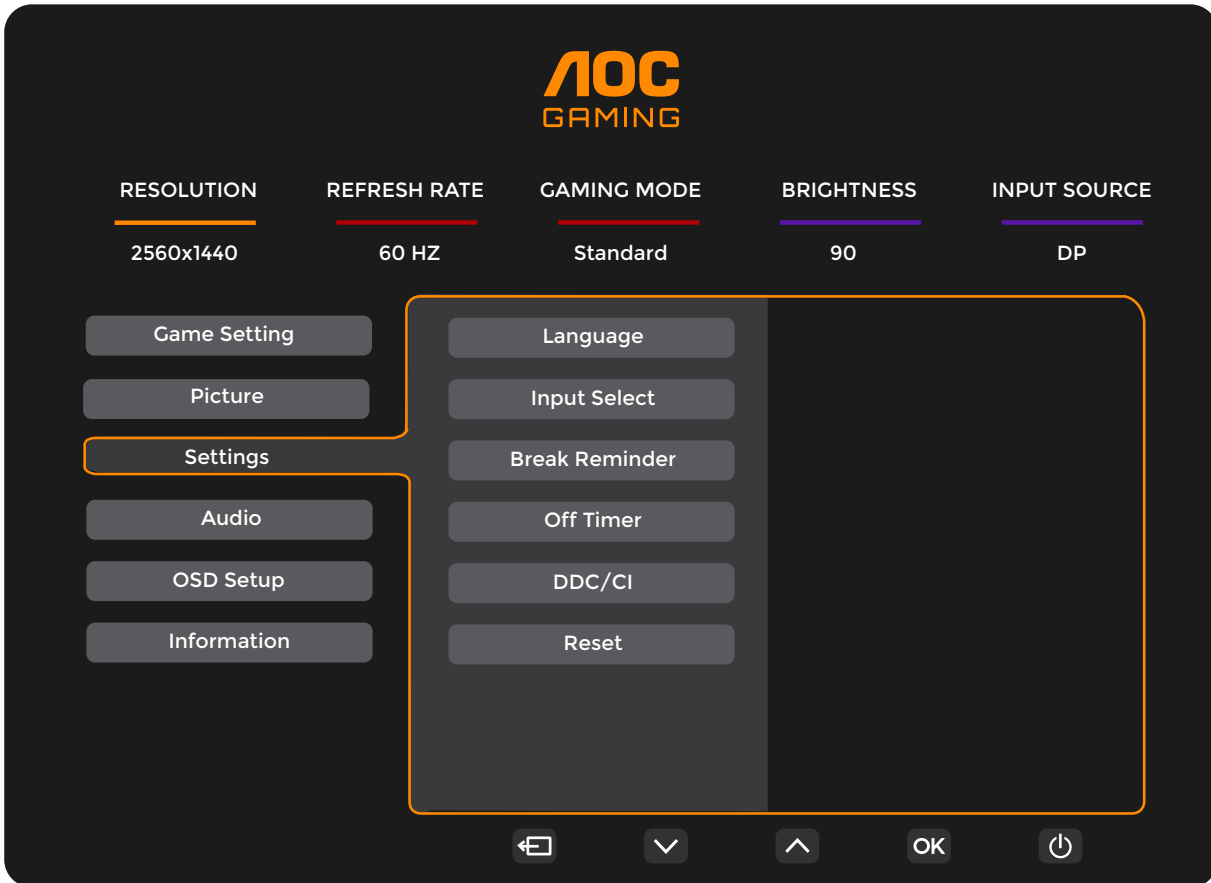 AOC
GAMING
RESOLUTION REFRESH RATE GAMING MODE BRIGHTNESS INPUT SOURCE
2560x1440 60 HZ Standard 90 DP
Game Setting
Picture
Settings
Audio
OSD Setup
Information
Language
Input Select
Break Reminder
Off Timer
DDC/CI
Reset
OK